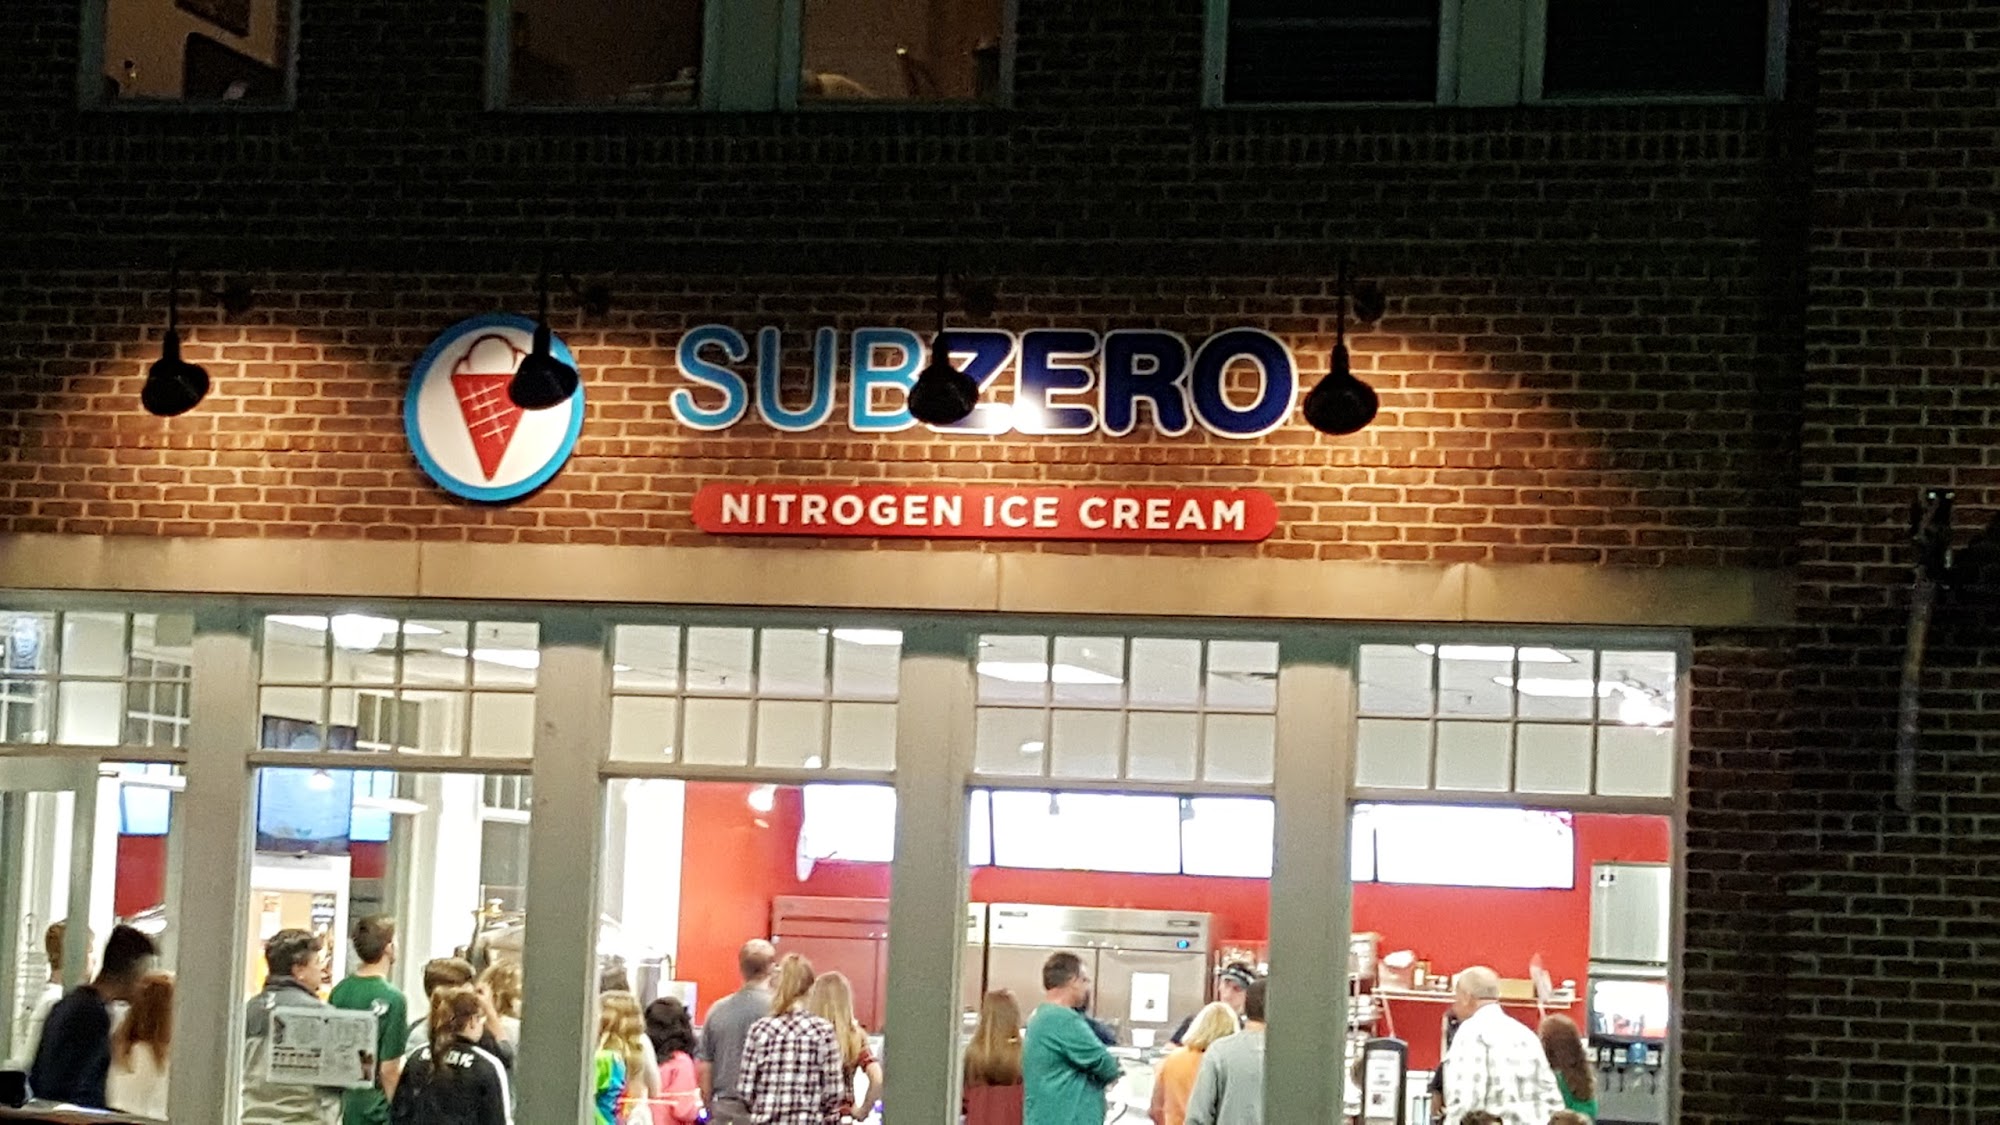 SUBZERO
NITROGEN ICE CREAM